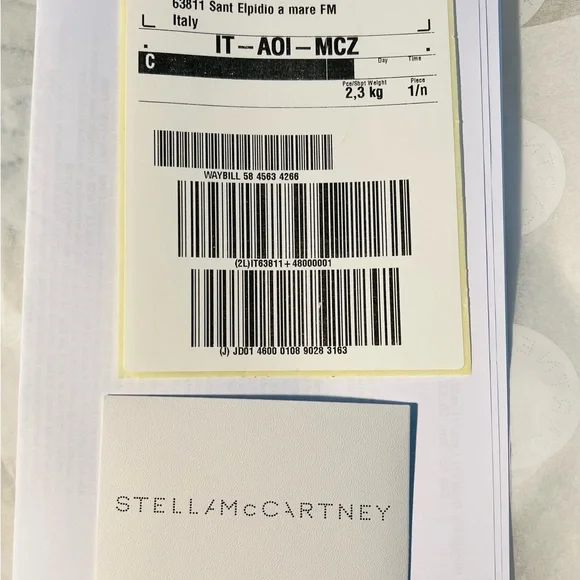 63811 Sant Elpidio a mare FM
Italy
IT-AOI-MCZ
C
Day Time
Pce/Shpt Weight Piece
2,3 kg 1/n
WAYBILL 58 4563 4266
(2L)IT63811+48000001
(J) JD01 4600 0108 9028 3163
STELLAMcCARTNEY